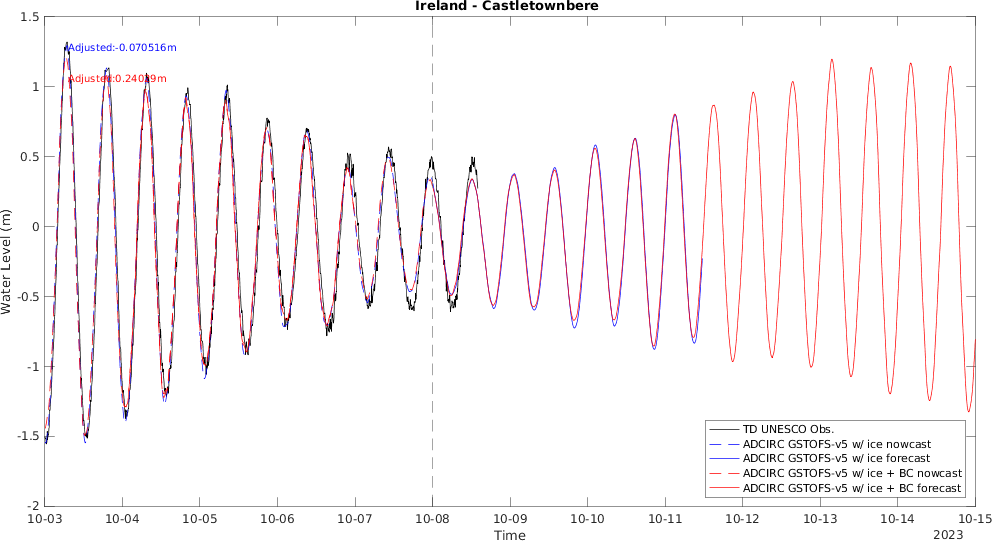 Ireland - Castletownbere
1.5
1
0.5
0
-0.5
-1
-1.5
-2
Water Level (m)
Adjusted:-0.070516m
TD UNESCO Obs.
ADCIRC GSTOFS-v5 w/ ice nowcast
ADCIRC GSTOFS-v5 w/ ice forecast
ADCIRC GSTOFS-v5 w/ ice + BC nowcast
ADCIRC GSTOFS-v5 w/ ice + BC forecast
10-03 10-04 10-05 10-06 10-07 10-08 10-09 10-10 10-11 10-12 10-13 10-14 10-15
Time
2023